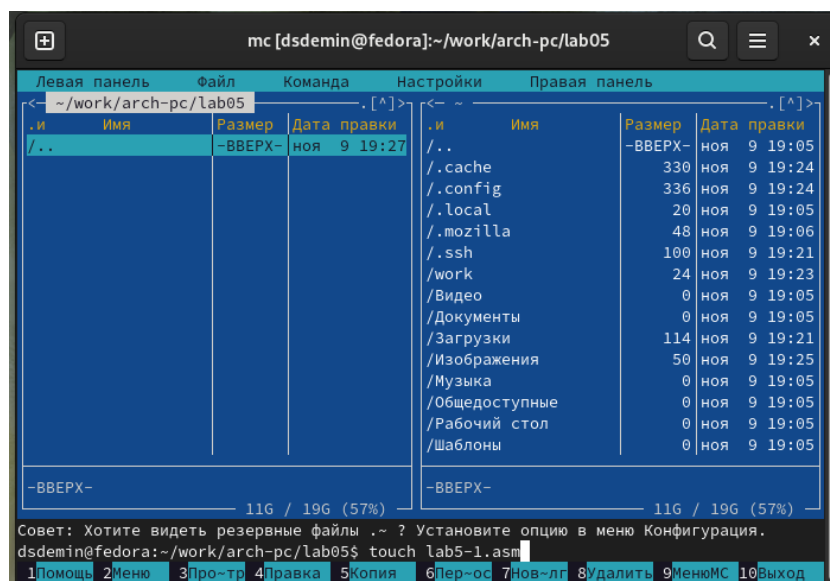 mc [dsdemin@fedora]:~/work/arch-pc/lab05
Левая панель Файл Команда Настройки Правая панель
<— ~/work/arch-pc/lab05 .[^]>
.и Имя Размер Дата правки
/.. -ВВЕРХ- ноя 9 19:27
-ВВЕРХ-
11G / 19G (57%)
<— ~ .[^]>
.и Имя Размер Дата правки
/.. -ВВЕРХ- ноя 9 19:05
/.cache 330 ноя 9 19:24
/.config 336 ноя 9 19:24
/.local 20 ноя 9 19:05
/.mozilla 48 ноя 9 19:06
/.ssh 100 ноя 9 19:21
/work 24 ноя 9 19:23
/Видео 0 ноя 9 19:05
/Документы 0 ноя 9 19:05
/Загрузки 114 ноя 9 19:21
/Изображения 50 ноя 9 19:25
/Музыка 0 ноя 9 19:05
/Общедоступные 0 ноя 9 19:05
/Рабочий стол 0 ноя 9 19:05
/Шаблоны 0 ноя 9 19:05
-ВВЕРХ-
11G / 19G (57%)
Совет: Хотите видеть резервные файлы .~ ? Установите опцию в меню Конфигурация.
dsdemin@fedora:~/work/arch-pc/lab05$ touch lab5-1.asm
1Помощь 2Меню 3Про~тр 4Правка 5Копия 6Пер~ос 7Нов~лг 8Удалить 9МенюМС 10Выход